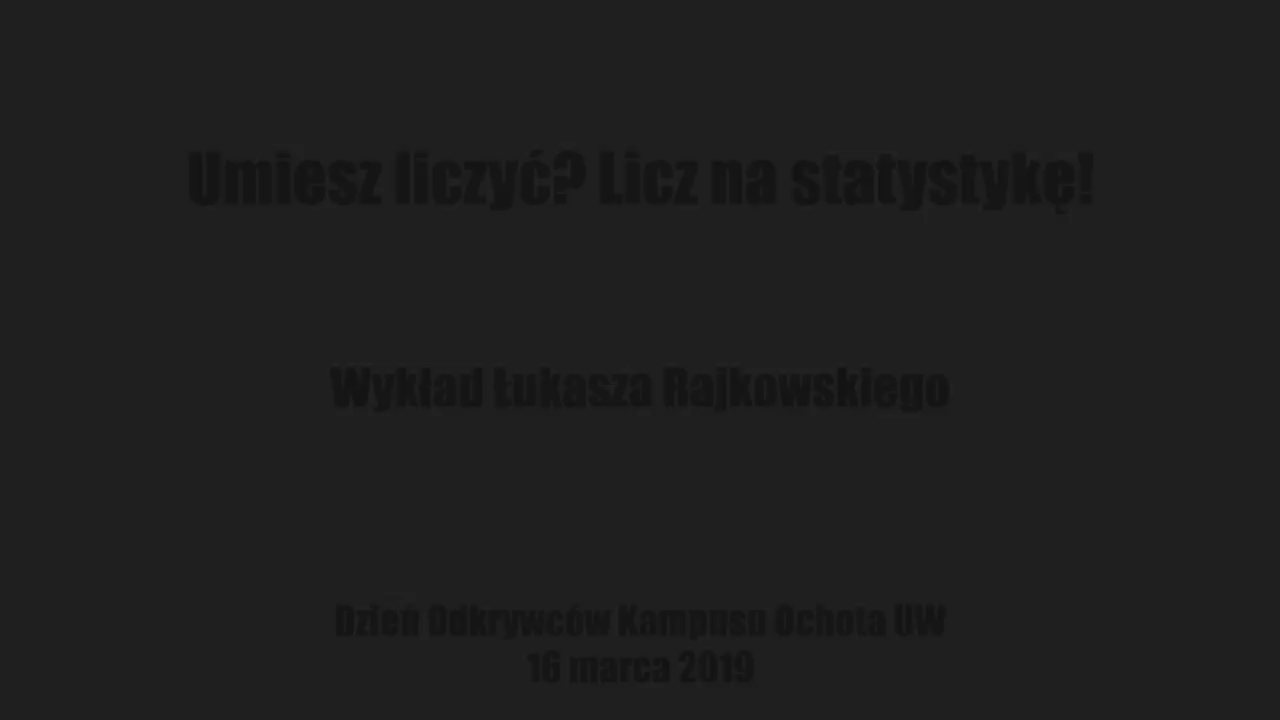 Umiesz liczyć? Licz na statystykę!
Wykład Łukasza Rajkowskiego
Dzień Odkrywców Kampusu Ochota UW
16 marca 2019